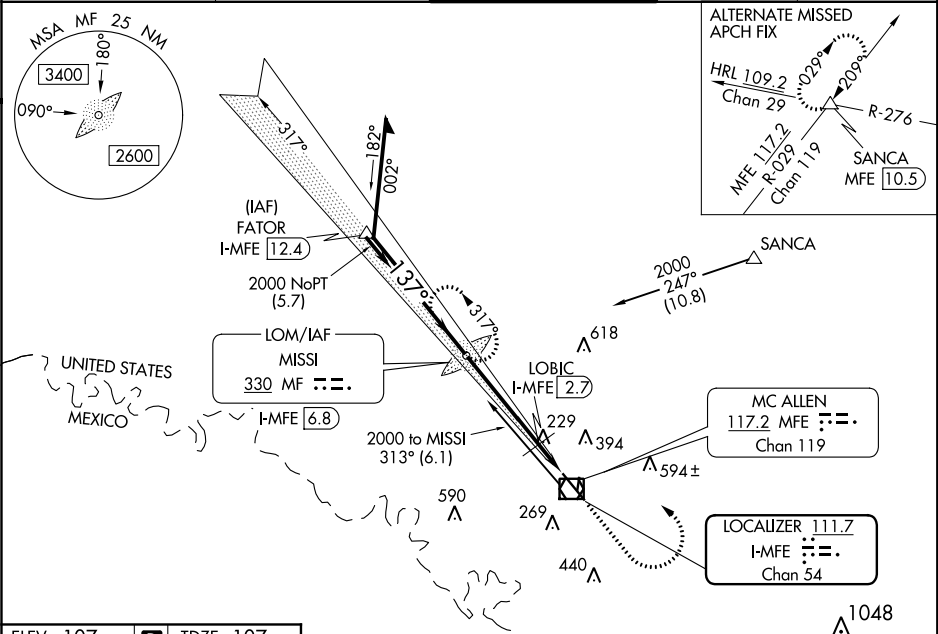 MSA MF 25 NM
180°
3400
090°
2600
ALTERNATE MISSED
APCH FIX
029°
209°
HRL 109.2
Chan 29
R-276
MFE 117.2
R-029
Chan 119
SANCA
MFE 10.5
317°
182°
002°
(IAF)
FATOR
I-MFE 12.4
2000 NoPT
(5.7)
137°
317°
SANCA
2000
247°
(10.8)
618
LOM/IAF
MISSI
330 MF
I-MFE 6.8
UNITED STATES
MEXICO
LOBIC
I-MFE 2.7
2000 to MISSI
313° (6.1)
229
394
594±
MC ALLEN
117.2 MFE
Chan 119
590
269
440
LOCALIZER 111.7
I-MFE
Chan 54
1048
ELEV 107
D
TDZE 107